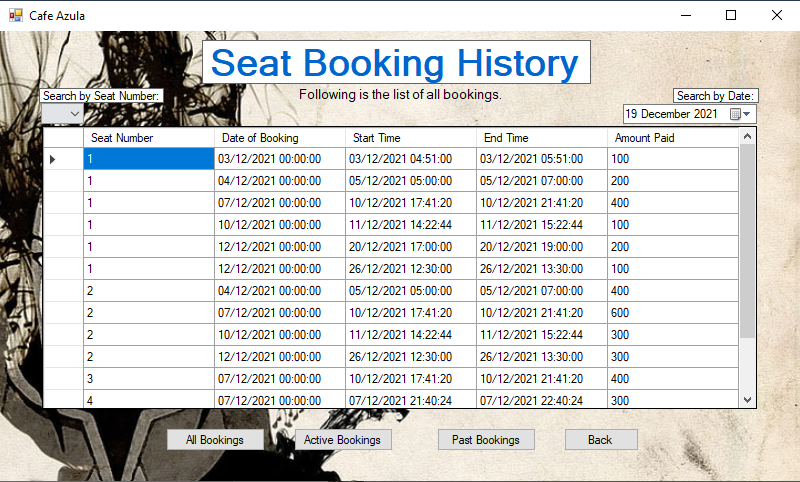 Cafe Azula
Seat Booking History
Search by Seat Number:
Following is the list of all bookings.
Search by Date:
19 December 2021
Seat Number Date of Booking Start Time End Time Amount Paid
1 03/12/2021 00:00:00 03/12/2021 04:51:00 03/12/2021 05:51:00 100
1 04/12/2021 00:00:00 05/12/2021 05:00:00 05/12/2021 07:00:00 200
1 07/12/2021 00:00:00 10/12/2021 17:41:20 10/12/2021 21:41:20 400
1 10/12/2021 00:00:00 11/12/2021 14:22:44 11/12/2021 15:22:44 100
1 12/12/2021 00:00:00 20/12/2021 17:00:00 20/12/2021 19:00:00 200
1 12/12/2021 00:00:00 26/12/2021 12:30:00 26/12/2021 13:30:00 100
2 04/12/2021 00:00:00 05/12/2021 05:00:00 05/12/2021 07:00:00 400
2 07/12/2021 00:00:00 10/12/2021 17:41:20 10/12/2021 21:41:20 600
2 10/12/2021 00:00:00 11/12/2021 14:22:44 11/12/2021 15:22:44 300
2 12/12/2021 00:00:00 26/12/2021 12:30:00 26/12/2021 13:30:00 300
3 07/12/2021 00:00:00 10/12/2021 17:41:20 10/12/2021 21:41:20 400
4 07/12/2021 00:00:00 07/12/2021 21:40:24 07/12/2021 22:40:24 300
All Bookings Active Bookings Past Bookings Back